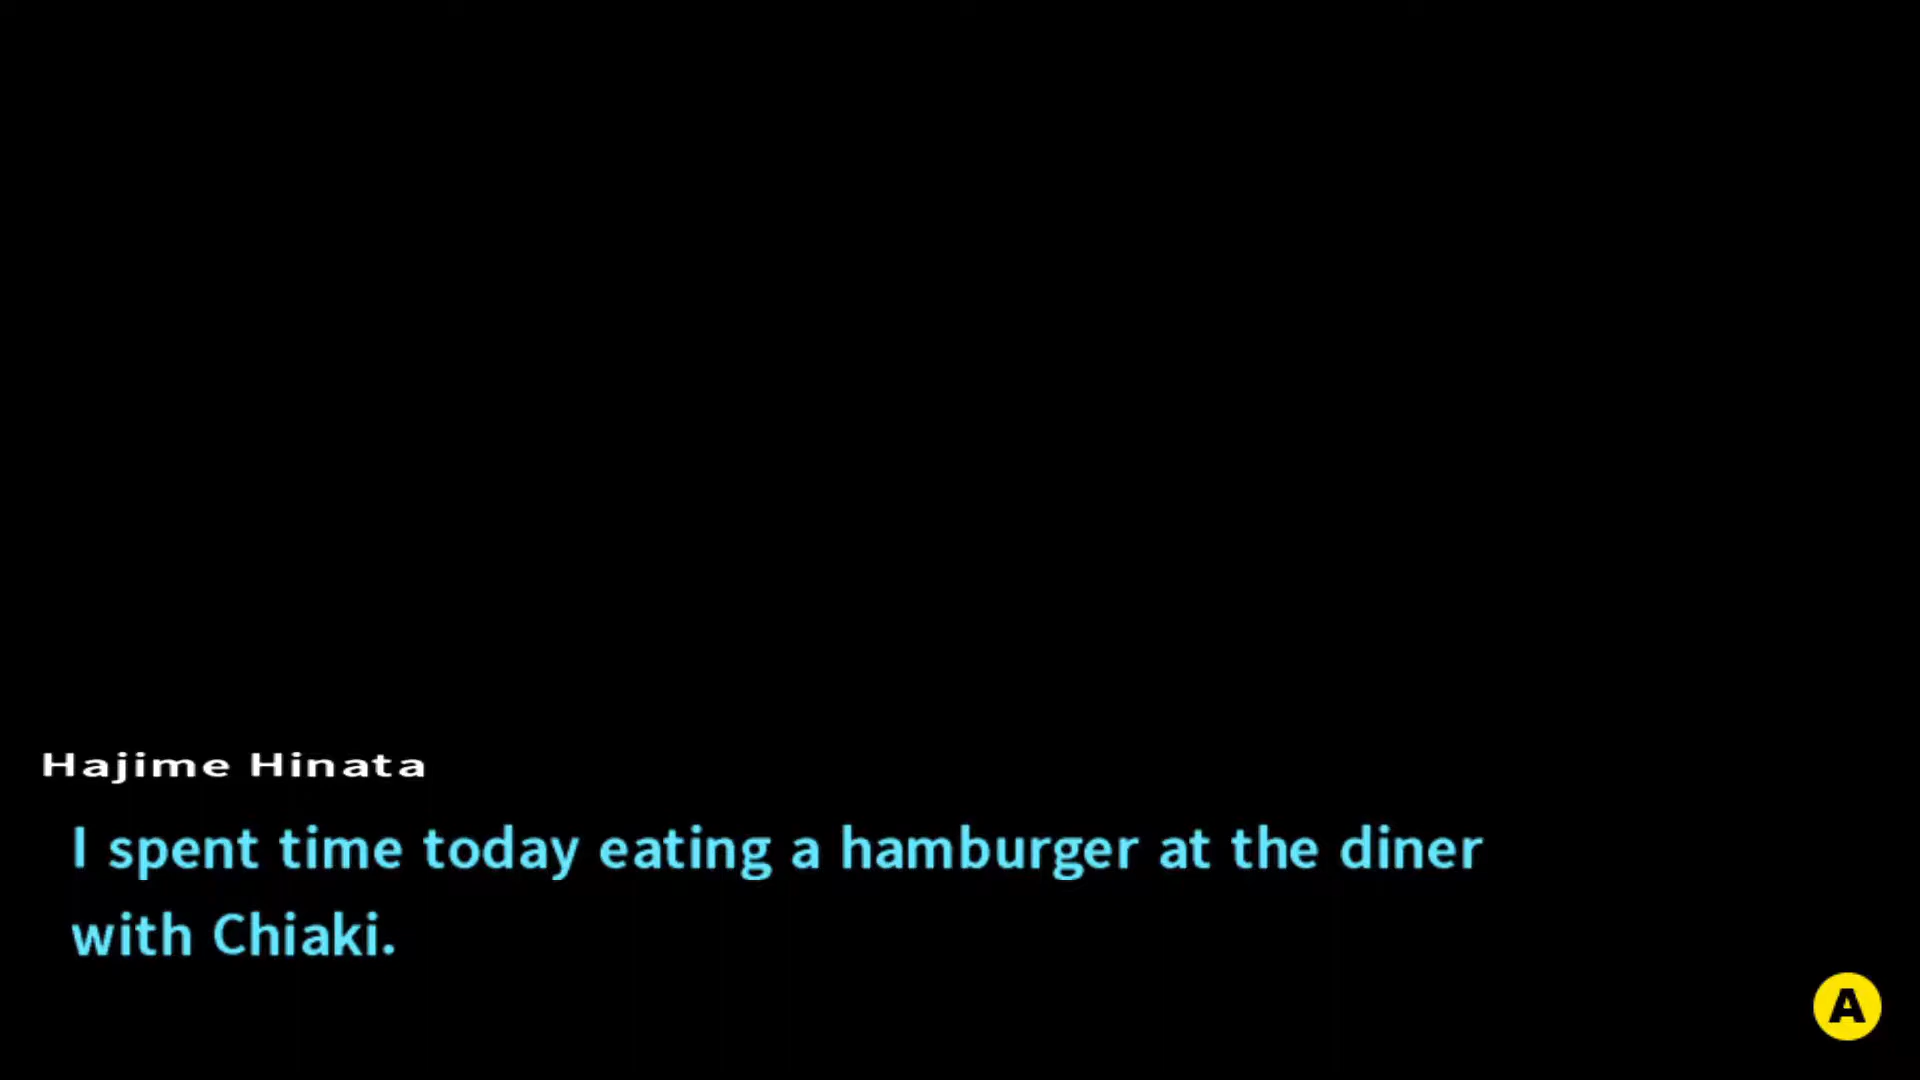 Hajime Hinata
I spent time today eating a hamburger at the diner
with Chiaki.
A